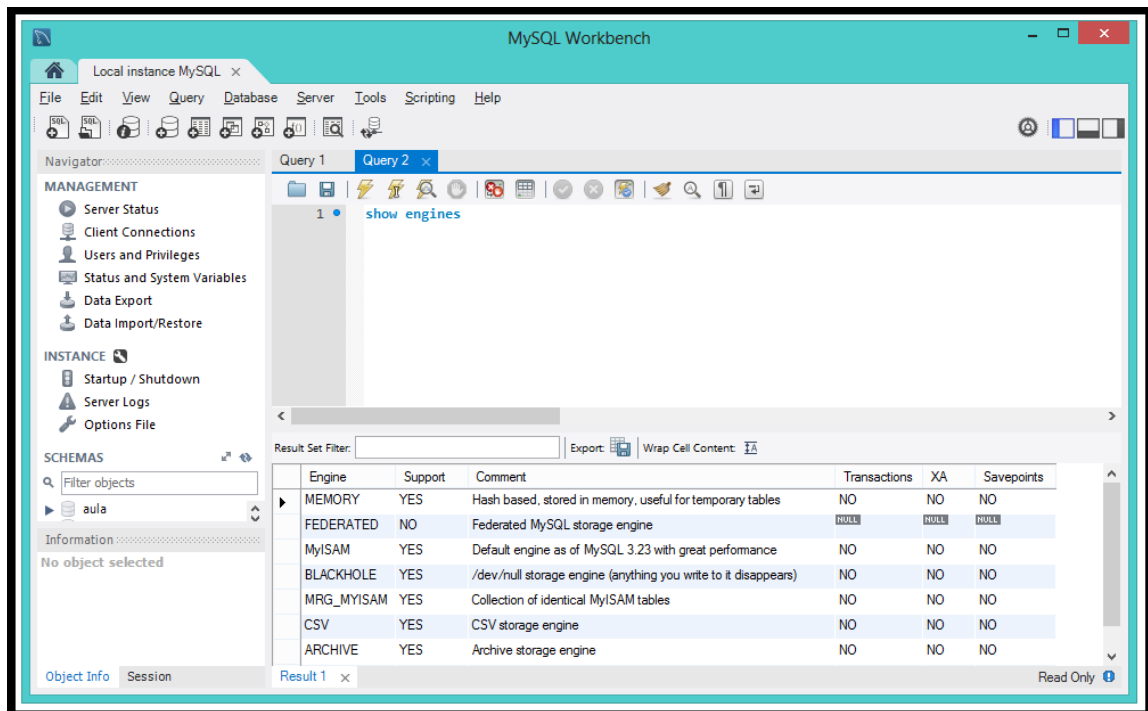 MySQL Workbench
Local instance MySQL
File Edit View Query Database Server Tools Scripting Help
Navigator
MANAGEMENT
Server Status
Client Connections
Users and Privileges
Status and System Variables
Data Export
Data Import/Restore
INSTANCE
Startup / Shutdown
Server Logs
Options File
SCHEMAS
Filter objects
aula
Information
No object selected
Object Info Session
Query 1 Query 2
1 show engines
Result Set Filter: Export: Wrap Cell Content:
Engine Support Comment Transactions XA Savepoints
MEMORY YES Hash based, stored in memory, useful for temporary tables NO NO NO
FEDERATED NO Federated MySQL storage engine NULL NULL NULL
MyISAM YES Default engine as of MySQL 3.23 with great performance NO NO NO
BLACKHOLE YES /dev/null storage engine (anything you write to it disappears) NO NO NO
MRG_MYISAM YES Collection of identical MyISAM tables NO NO NO
CSV YES CSV storage engine NO NO NO
ARCHIVE YES Archive storage engine NO NO NO
Result 1 Read Only